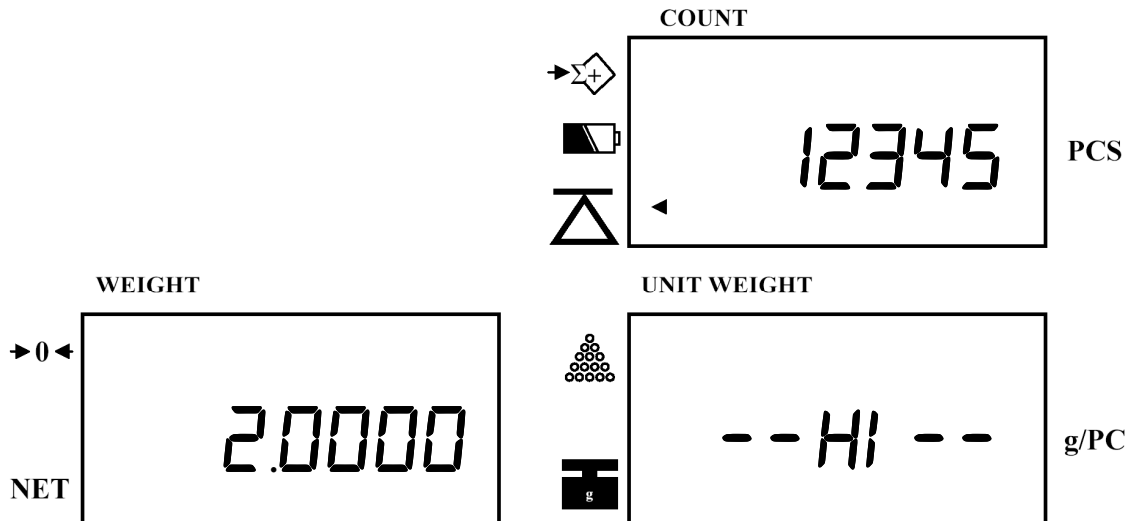 COUNT
Σ+
12345
PCS
WEIGHT
UNIT WEIGHT
0
2.0000
--HI--
g/PC
NET
g